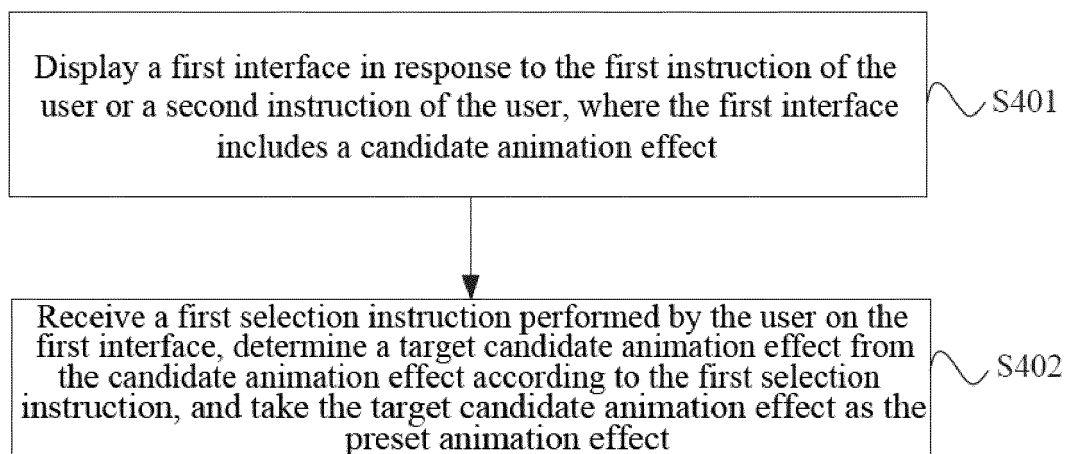 Display a first interface in response to the first instruction of the
user or a second instruction of the user, where the first interface
includes a candidate animation effect
S401
Receive a first selection instruction performed by the user on the
first interface, determine a target candidate animation effect from
the candidate animation effect according to the first selection
instruction, and take the target candidate animation effect as the
preset animation effect
S402